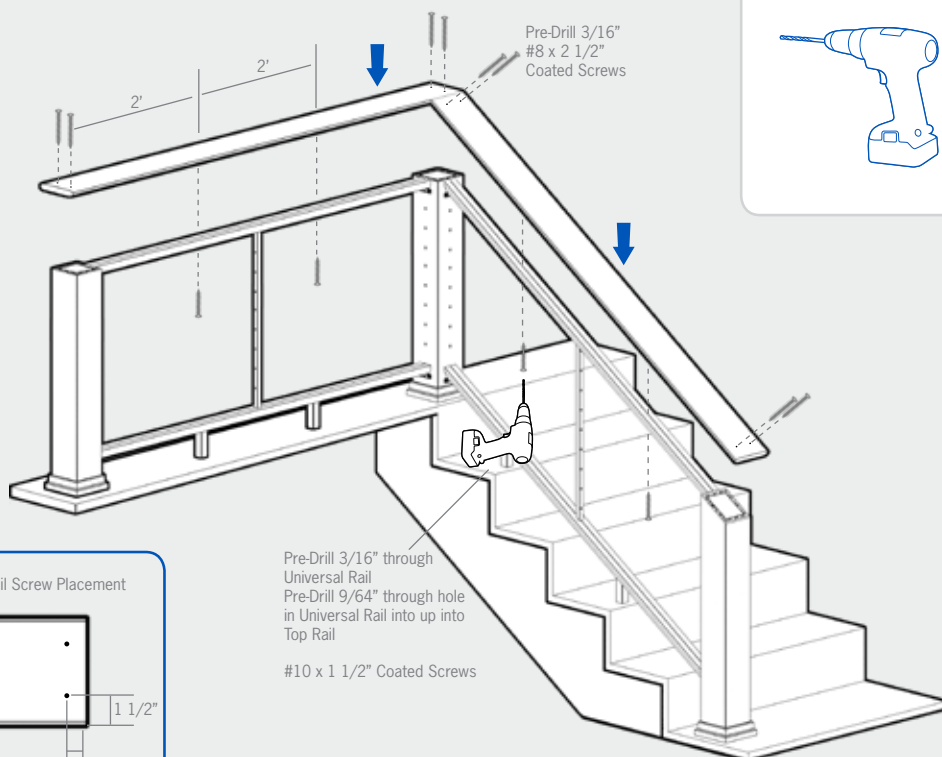 Pre-Drill 3/16”
#8 x 2 1/2”
Coated Screws
2’
2’
Pre-Drill 3/16” through
Universal Rail
Pre-Drill 9/64” through hole
in Universal Rail into up into
Top Rail
#10 x 1 1/2” Coated Screws
Screw Placement
1 1/2”